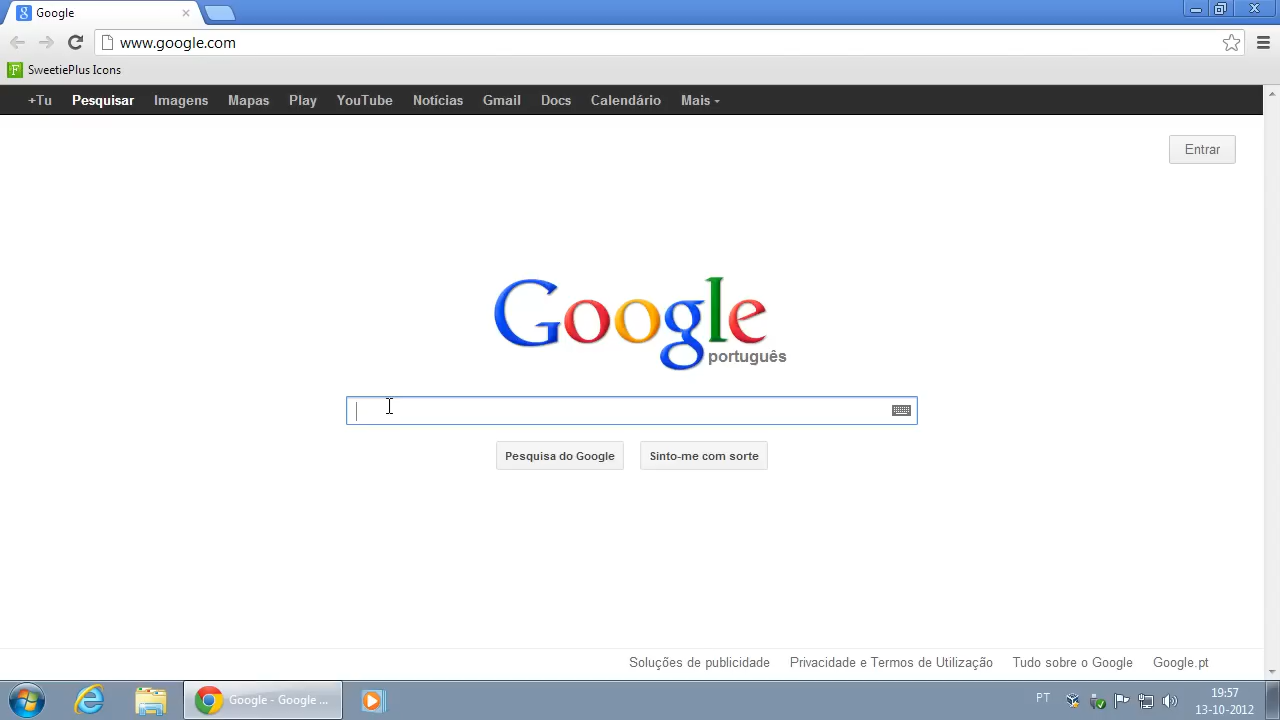 Google
www.google.com
SweetiePlus Icons
+Tu Pesquisar Imagens Mapas Play YouTube Notícias Gmail Docs Calendário Mais
Entrar
Google
português
Pesquisa do Google Sinto-me com sorte
Soluções de publicidade Privacidade e Termos de Utilização Tudo sobre o Google Google.pt
Google - Google ...
PT
19:57
13-10-2012